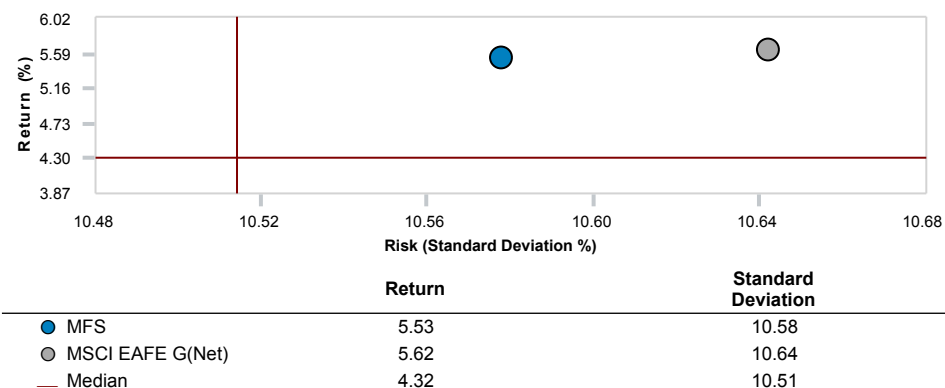 6.02
5.59
5.16
4.73
4.30
3.87
Return (%)
10.48 10.52 10.56 10.60 10.64 10.68
Risk (Standard Deviation %)
Return Standard Deviation
MFS 5.53 10.58
MSCI EAFE G(Net) 5.62 10.64
Median 4.32 10.51